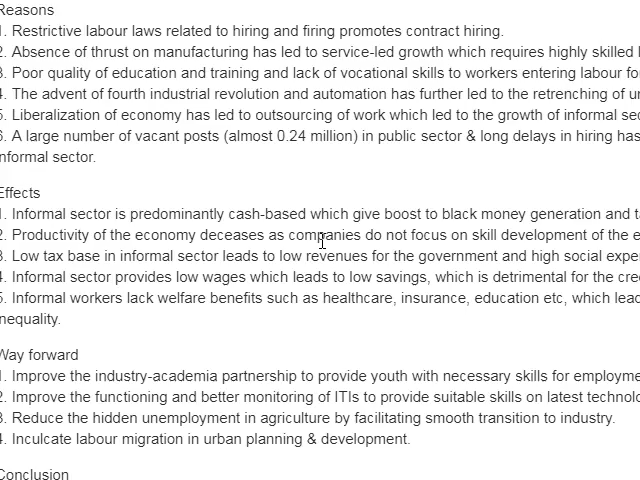 Reasons
1. Restrictive labour laws related to hiring and firing promotes contract hiring.
2. Absence of thrust on manufacturing has led to service-led growth which requires highly skilled
3. Poor quality of education and training and lack of vocational skills to workers entering labour
4. The advent of fourth industrial revolution and automation has further led to the retrenching of
5. Liberalization of economy has led to outsourcing of work which led to the growth of informal
6. A large number of vacant posts (almost 0.24 million) in public sector & long delays in hiring has
informal sector.
Effects
1. Informal sector is predominantly cash-based which give boost to black money generation and
2. Productivity of the economy deceases as companies do not focus on skill development of the
3. Low tax base in informal sector leads to low revenues for the government and high social
4. Informal sector provides low wages which leads to low savings, which is detrimental for the
5. Informal workers lack welfare benefits such as healthcare, insurance, education etc, which
inequality.
Way forward
1. Improve the industry-academia partnership to provide youth with necessary skills for
2. Improve the functioning and better monitoring of ITIs to provide suitable skills on latest
3. Reduce the hidden unemployment in agriculture by facilitating smooth transition to industry.
4. Inculcate labour migration in urban planning & development.
Conclusion